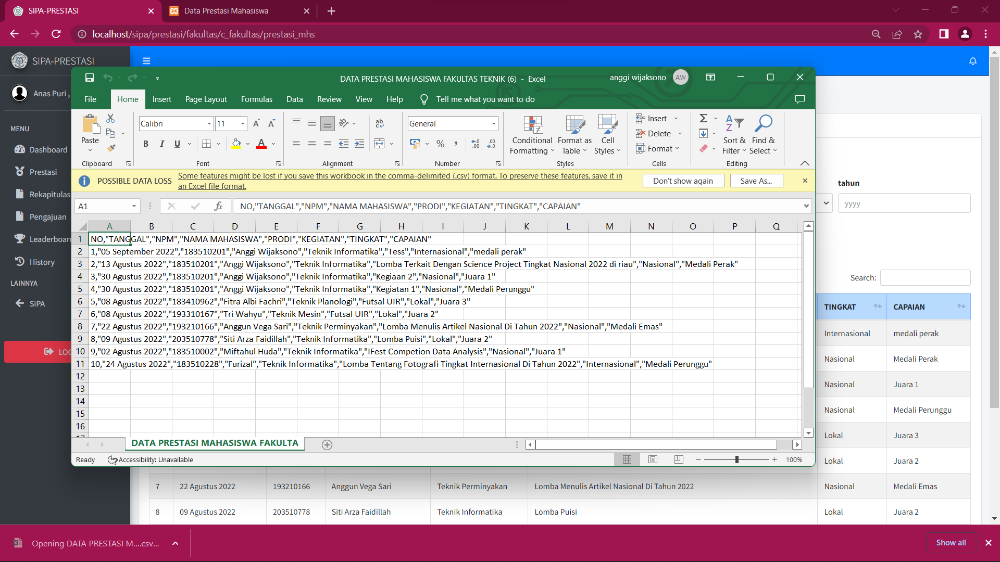 SIPA-PRESTASI
Data Prestasi Mahasiswa
localhost/sipa/prestasi/fakultas/c_fakultas/prestasi_mhs
SIPA-PRESTASI
Anas Puri ,
MENU
Dashboard
Prestasi
Rekapitulas
Pengajuan
Leaderboar
History
LAINNYA
SiPA
DATA PRESTASI MAHASISWA FAKULTAS TEKNIK (6) - Excel
anggi wijaksono AW
File Home Insert Page Layout Formulas Data Review View Help Tell me what you want to do
Paste
Clipboard
Calibri 11
B I U A
Font
ab
Alignment
General
% ,
Number
Conditional Formatting
Format as Table
Cell Styles
Styles
Insert
Delete
Format
Cells
Sort & Filter
Find & Select
Editing
POSSIBLE DATA LOSS
Some features might be lost if you save this workbook in the comma-delimited (.csv) format. To preserve these features, save it in
an Excel file format.
Don't show again
Save As...
A1
fx
NO,"TANGGAL","NPM","NAMA MAHASISWA","PRODI","KEGIATAN","TINGKAT","CAPAIAN"
A B C D E F G H I J K L M N O P Q
1 NO,"TANGGAL","NPM","NAMA MAHASISWA","PRODI","KEGIATAN","TINGKAT","CAPAIAN"
2 1,"05 September 2022","183510201","Anggi Wijaksono","Teknik Informatika","Tess","Internasional","medali perak"
3 2,"13 Agustus 2022","183510201","Anggi Wijaksono","Teknik Informatika","Lomba Terkait Dengan Science Project Tingkat Nasional 2022 di riau","Nasional","Medali Perak"
4 3,"30 Agustus 2022","183510201","Anggi Wijaksono","Teknik Informatika","Kegiaan 2","Nasional","Juara 1"
5 4,"30 Agustus 2022","183510201","Anggi Wijaksono","Teknik Informatika","Kegiatan 1","Nasional","Medali Perunggu"
6 5,"08 Agustus 2022","183410962","Fitra Albi Fachri","Teknik Planologi","Futsal UIR","Lokal","Juara 3"
7 6,"08 Agustus 2022","193310167","Tri Wahyu","Teknik Mesin","Futsal UIR","Lokal","Juara 2"
8 7,"22 Agustus 2022","193210166","Anggun Vega Sari","Teknik Perminyakan","Lomba Menulis Artikel Nasional Di Tahun 2022","Nasional","Medali Emas"
9 8,"09 Agustus 2022","203510778","Siti Arza Faidillah","Teknik Informatika","Lomba Puisi","Lokal","Juara 2"
10 9,"02 Agustus 2022","183510002","Miftahul Huda","Teknik Informatika","IFest Competion Data Analysis","Nasional","Juara 1"
11 10,"24 Agustus 2022","183510228","Furizal","Teknik Informatika","Lomba Tentang Fotografi Tingkat Internasional Di Tahun 2022","Internasional","Medali Perunggu"
12
13
14
15
16
DATA PRESTASI MAHASISWA FAKULTA
Ready
Accessibility: Unavailable
100%
tahun
yyyy
Search:
TINGKAT CAPAIAN
Internasional medali perak
Nasional Medali Perak
Nasional Juara 1
Nasional Medali Perunggu
Lokal Juara 3
Lokal Juara 2
7 22 Agustus 2022 193210166 Anggun Vega Sari Teknik Perminyakan Lomba Menulis Artikel Nasional Di Tahun 2022 Nasional Medali Emas
8 09 Agustus 2022 203510778 Siti Arza Faidillah Teknik Informatika Lomba Puisi Lokal Juara 2
Opening DATA PRESTASI M....csv...
Show all